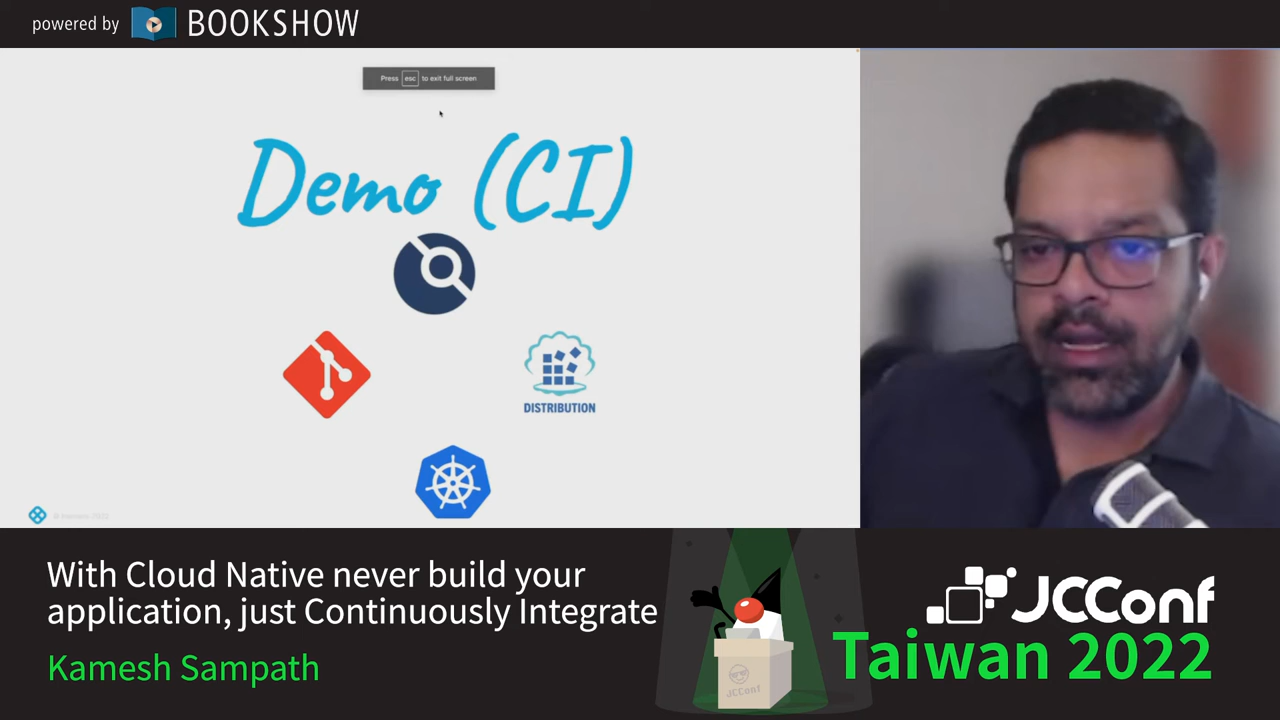 powered by BOOKSHOW
Press esc to exit full screen
Demo (CI)
DISTRIBUTION
With Cloud Native never build your
application, just Continuously Integrate
Kamesh Sampath
JCConf
JCConf
Taiwan 2022